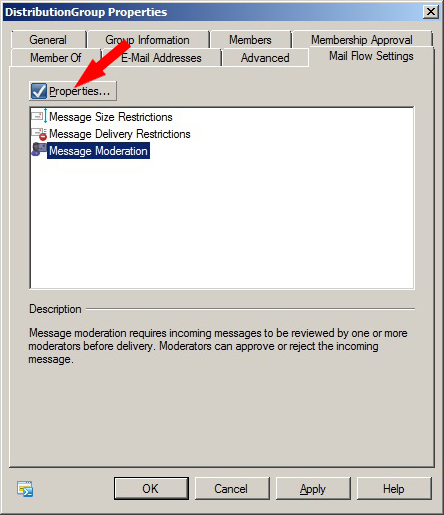 DistributionGroup Properties
General Group Information Members Membership Approval
Member Of E-Mail Addresses Advanced Mail Flow Settings
Properties...
Message Size Restrictions
Message Delivery Restrictions
Message Moderation
Description
Message moderation requires incoming messages to be reviewed by one or more
moderators before delivery. Moderators can approve or reject the incoming
message.
OK Cancel Apply Help